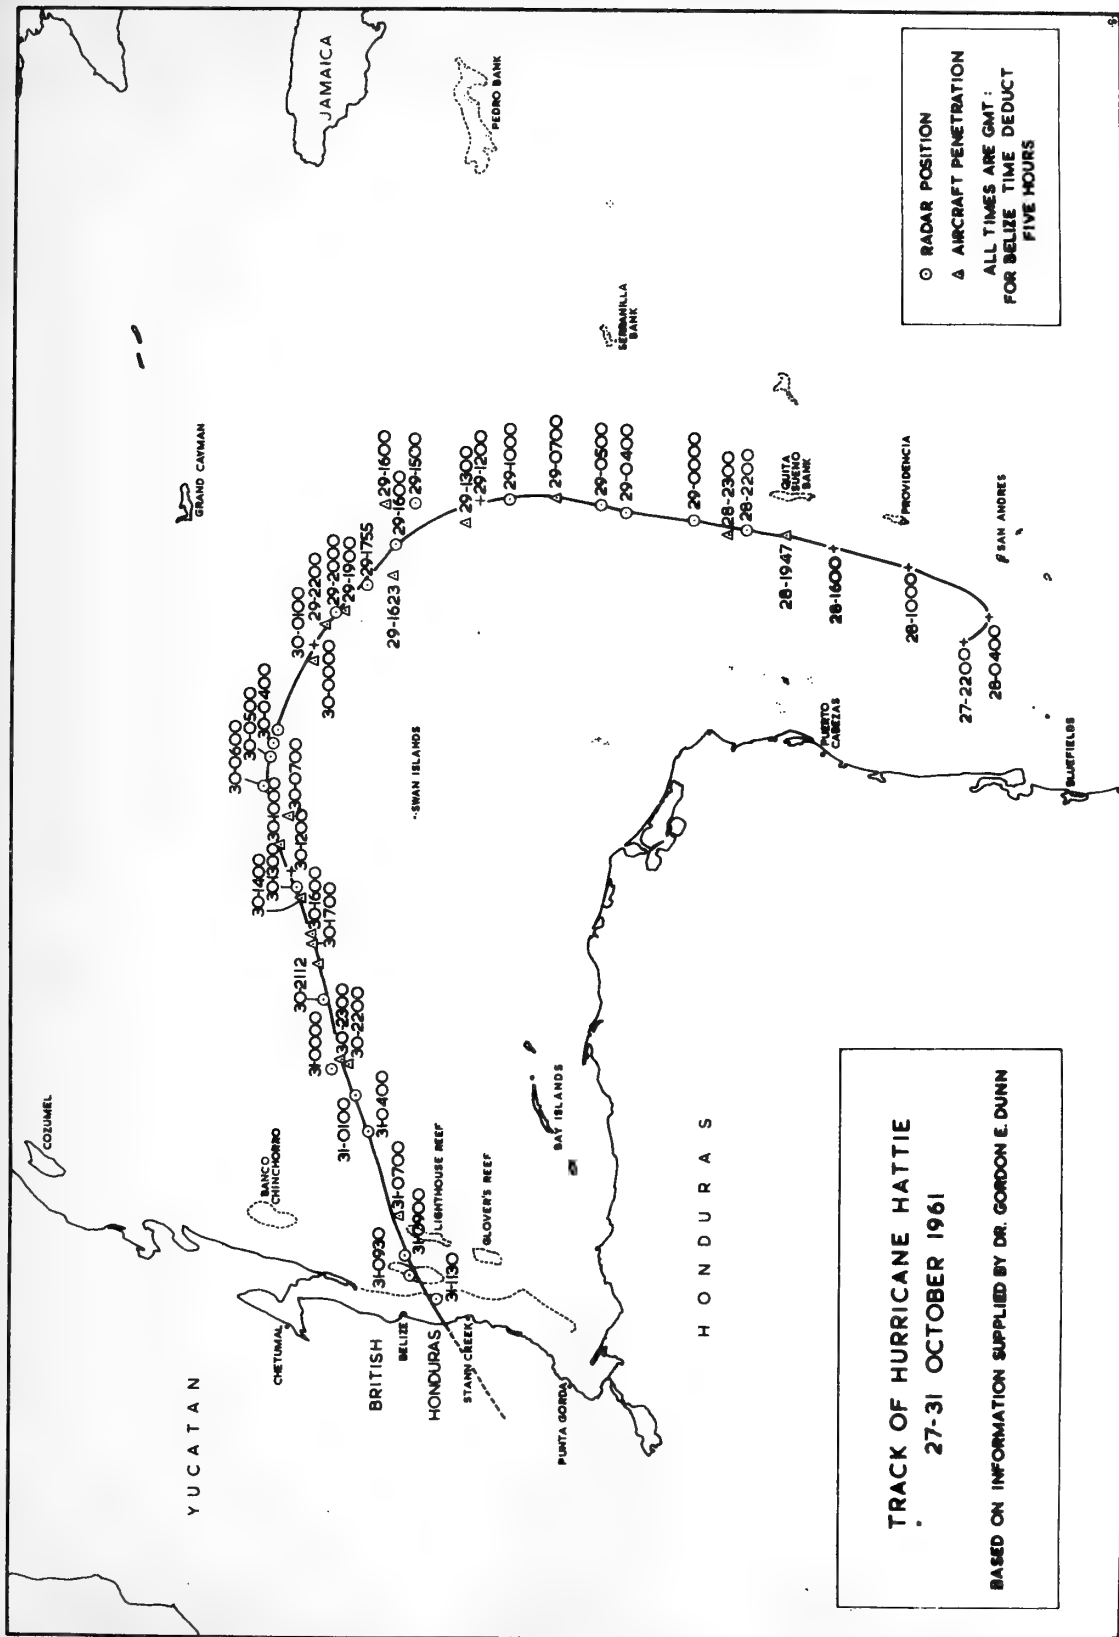 JAMAICA
PEDRO BANK
GRAND CAYMAN
SERRANILLA
BANK
COZUMEL
BANCO
CHINCHORRO
YUCATAN
CHETUMAL
BRITISH
HONDURAS
BELIZE
STANN CREEK
PUNTA GORDA
LIGHTHOUSE REEF
GLOVER'S REEF
BAY ISLANDS
SWAN ISLANDS
HONDURAS
PUERTO
CABEZAS
BLUEFIELDS
QUITA
SUENO
BANK
PROVIDENCIA
SAN ANDRES
27-2200
28-0400
28-1000
28-1600
28-1947
28-2200
28-2300
29-0000
29-0400
29-0500
29-0700
29-1000
29-1200
29-1300
29-1500
29-1600
29-1600
29-1623
29-1755
29-1900
29-2000
29-2200
30-0000
30-0100
30-0400
30-0500
30-0600
30-0700
30-1000
30-1200
30-1300
30-1400
30-1600
30-1700
30-2112
30-2200
30-2300
31-0000
31-0100
31-0400
31-0700
31-0900
31-0930
31-1130
RADAR POSITION
AIRCRAFT PENETRATION
ALL TIMES ARE GMT :
FOR BELIZE TIME DEDUCT
FIVE HOURS
TRACK OF HURRICANE HATTIE
27-31 OCTOBER 1961
BASED ON INFORMATION SUPPLIED BY DR. GORDON E. DUNN